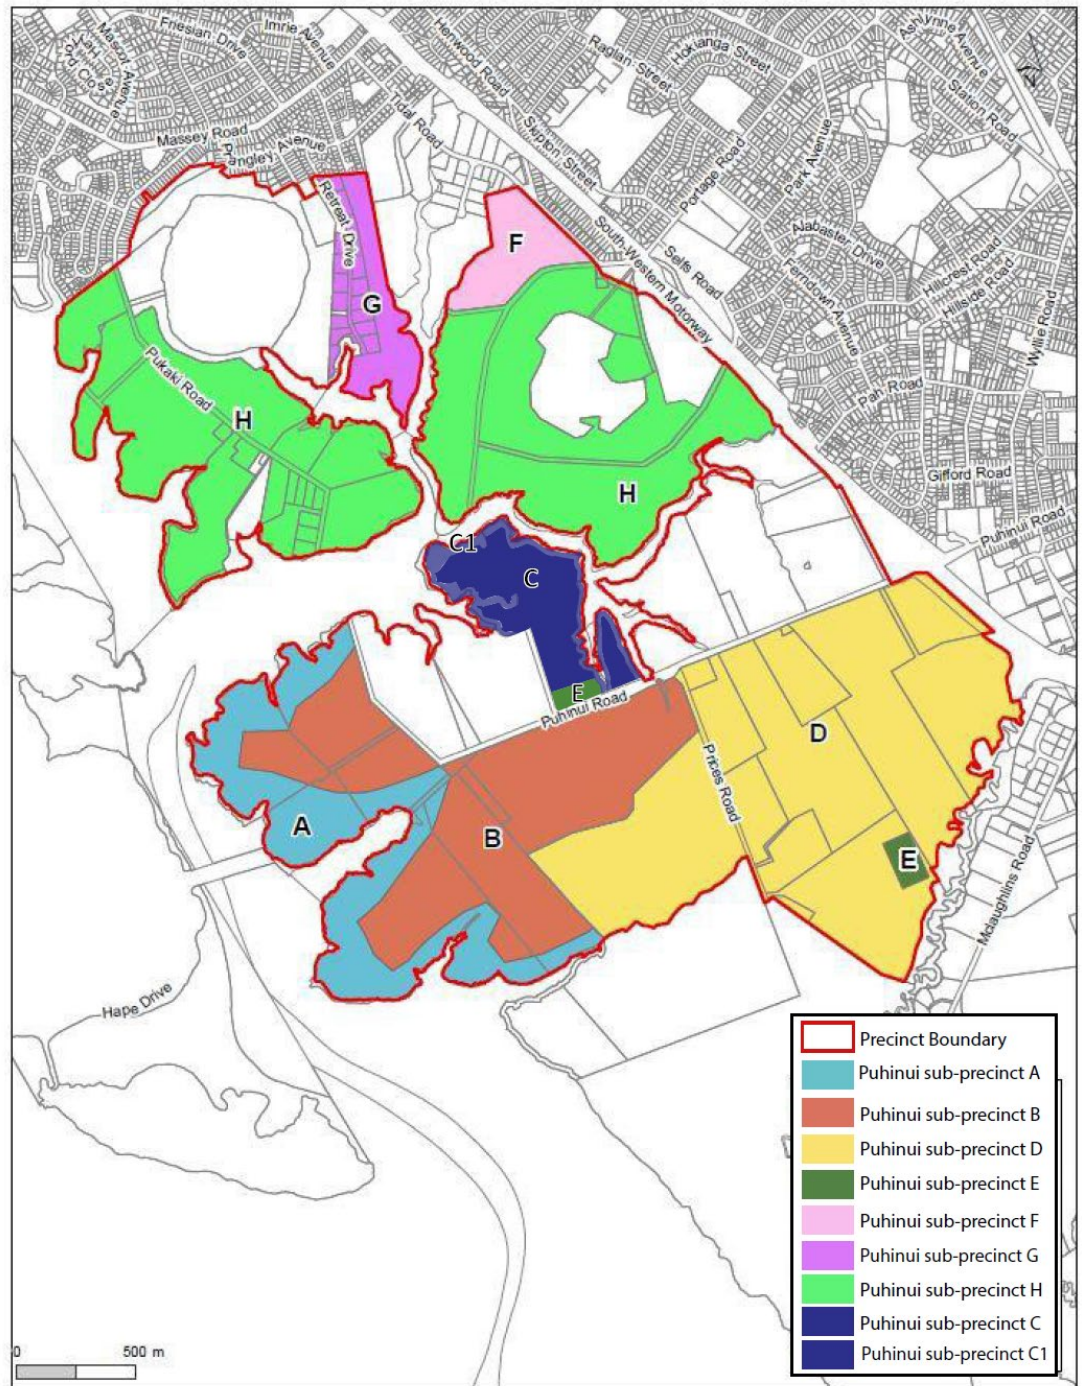 Friesian Drive
Imrie Avenue
Mascot Avenue
Henwood Road
Raglan Street
Hokianga Street
Station Road
Massey Road
Tidal Road
Swpton Street
Portage Road
Park Avenue
Retreat Drive
F
South-Western Motorway
Selfs Road
Alabaster Drive
Ferndown Avenue
Hillcrest Road
Hillside Road
Wyllie Road
G
Pukaki Road
H
H
Pah Road
Gifford Road
Puhinui Road
C1
C
E
Puhinui Road
D
Prices Road
A
B
E
Mclaughlins Road
Hape Drive
Precinct Boundary
Puhinui sub-precinct A
Puhinui sub-precinct B
Puhinui sub-precinct D
Puhinui sub-precinct E
Puhinui sub-precinct F
Puhinui sub-precinct G
Puhinui sub-precinct H
Puhinui sub-precinct C
Puhinui sub-precinct C1
0 500 m